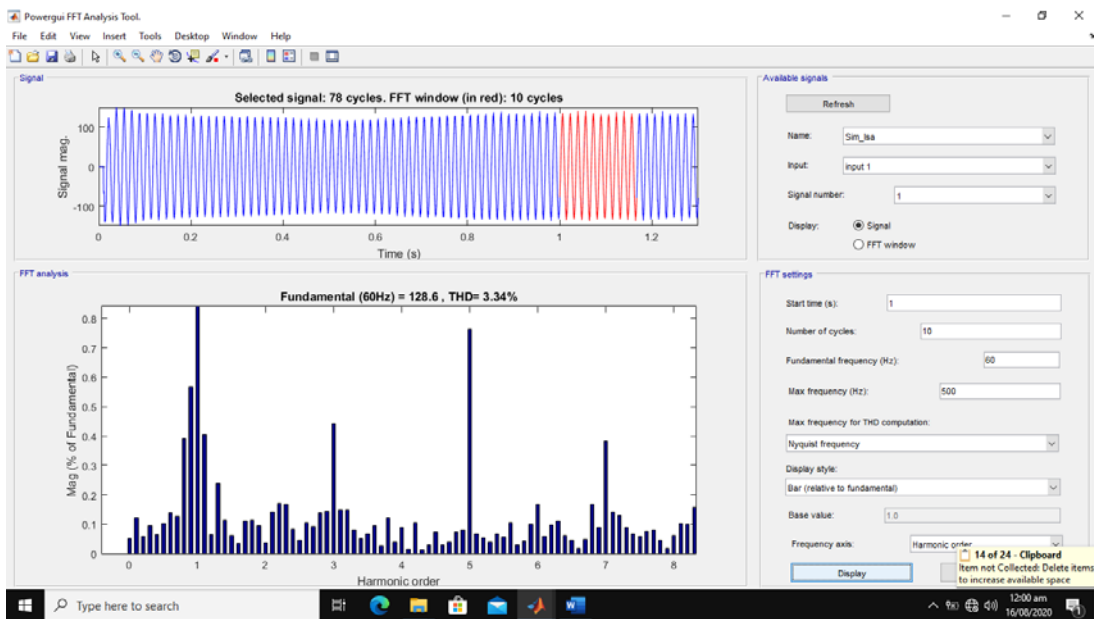 Powergui FFT Analysis Tool.
File Edit View Insert Tools Desktop Window Help
Signal
Selected signal: 78 cycles. FFT window (in red): 10 cycles
Signal mag.
100
0
-100
0 0.2 0.4 0.6 0.8 1 1.2
Time (s)
FFT analysis
Fundamental (60Hz) = 128.6 , THD= 3.34%
Mag (% of Fundamental)
0.8
0.7
0.6
0.5
0.4
0.3
0.2
0.1
0
0 1 2 3 4 5 6 7 8
Harmonic order
Available signals
Refresh
Name: Sim_Isa
Input: input 1
Signal number: 1
Display: Signal
FFT window
FFT settings
Start time (s): 1
Number of cycles: 10
Fundamental frequency (Hz): 60
Max frequency (Hz): 500
Max frequency for THD computation:
Nyquist frequency
Display style:
Bar (relative to fundamental)
Base value: 1.0
Frequency axis: Harmonic order
Display
14 of 24 - Clipboard
Item not Collected: Delete items
to increase available space
Type here to search
12:00 am
16/08/2020